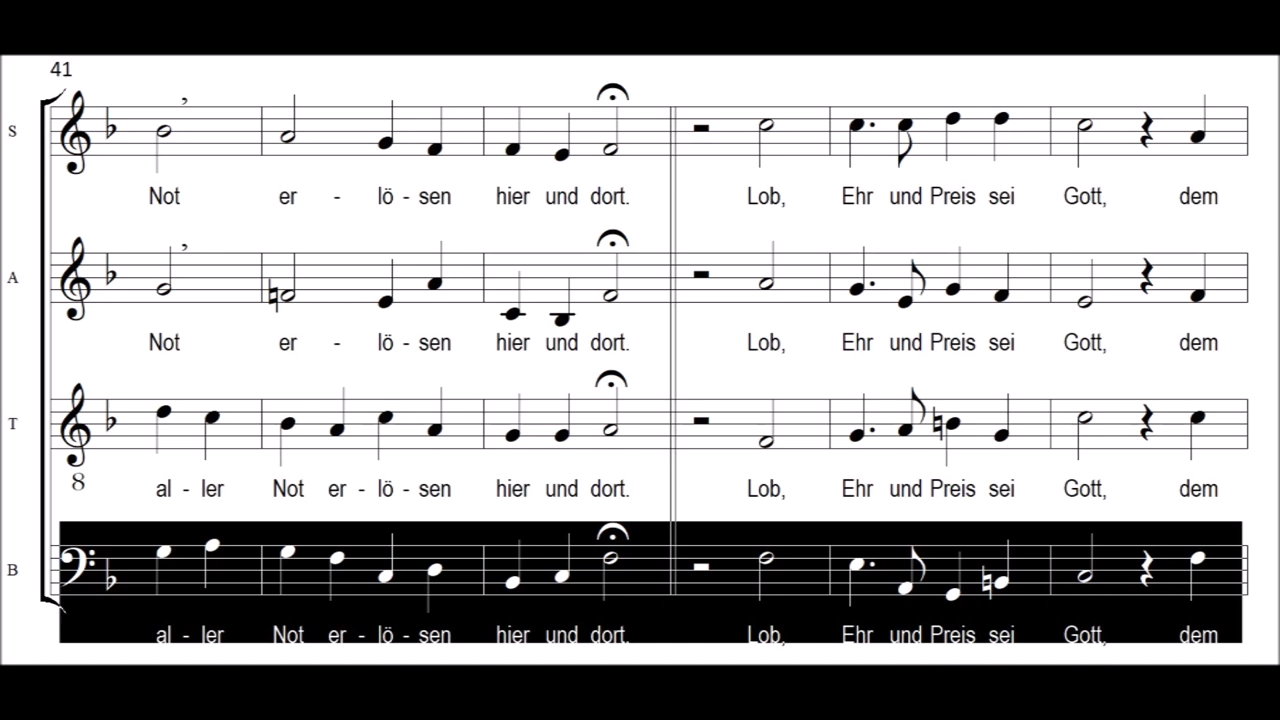 41
S
Not er - lö - sen hier und dort. Lob, Ehr und Preis sei Gott, dem
A
Not er - lö - sen hier und dort. Lob, Ehr und Preis sei Gott, dem
T
8
al - ler Not er - lö - sen hier und dort. Lob, Ehr und Preis sei Gott, dem
B
al - ler Not er - lö - sen hier und dort. Lob, Ehr und Preis sei Gott, dem